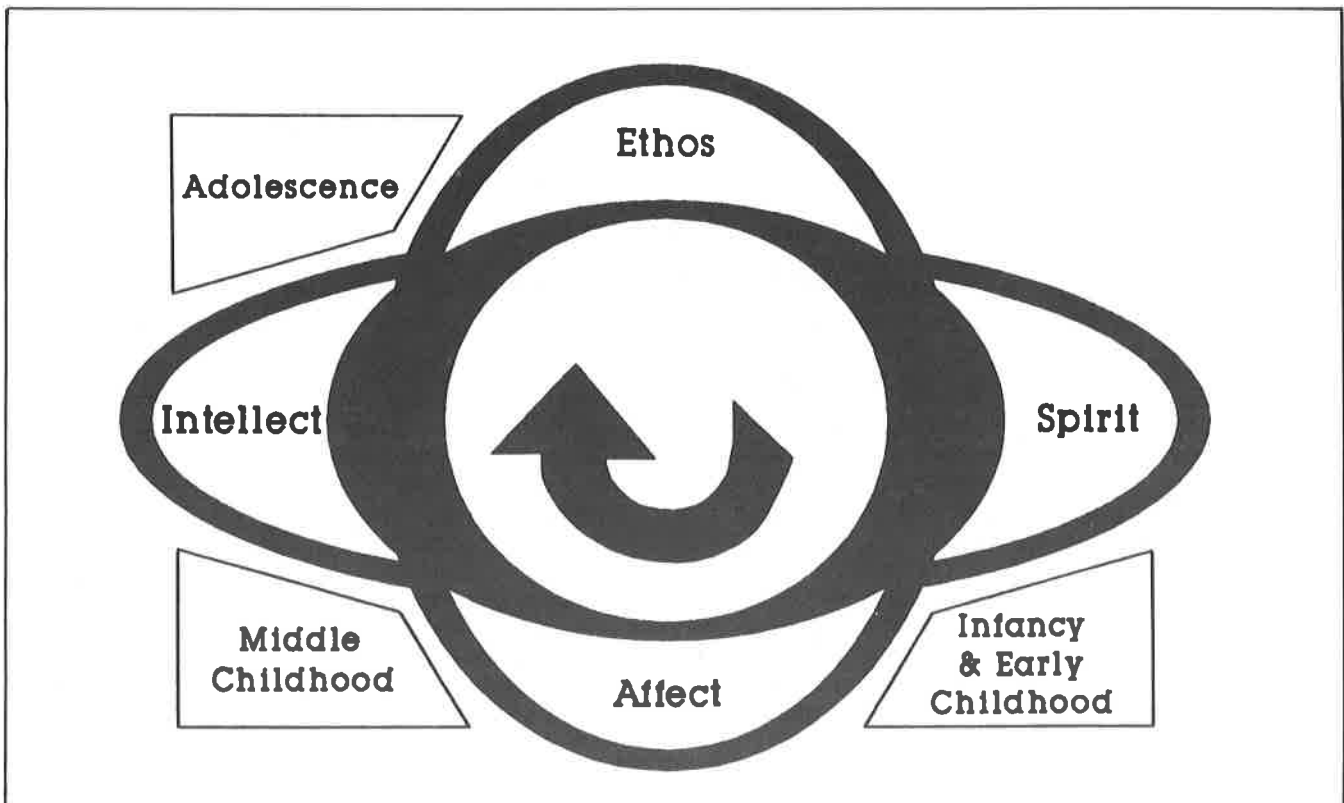 Ethos
Adolescence
Intellect
Spirit
Middle
Childhood
Affect
Infancy
& Early
Childhood